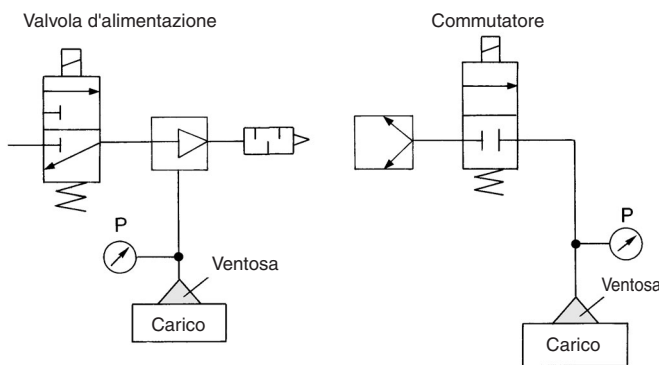 Valvola d'alimentazione
Commutatore
P
Ventosa
Carico
P
Ventosa
Carico